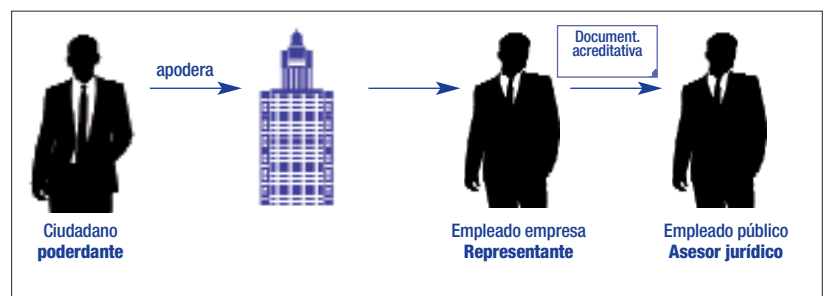 apodera
Document.
acreditativa
Ciudadano
poderdante
Empleado empresa
Representante
Empleado público
Asesor jurídico